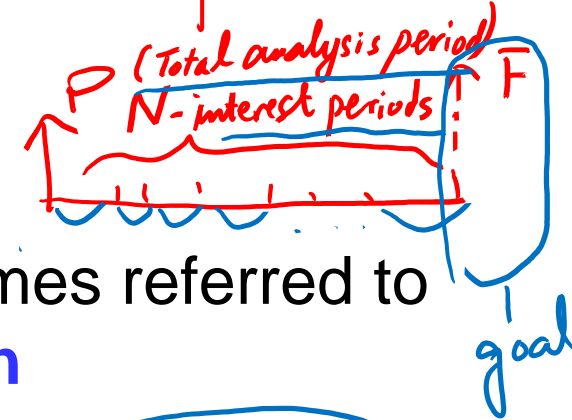 (Total analysis period)
P N-interest periods F
mes referred to
n
goal